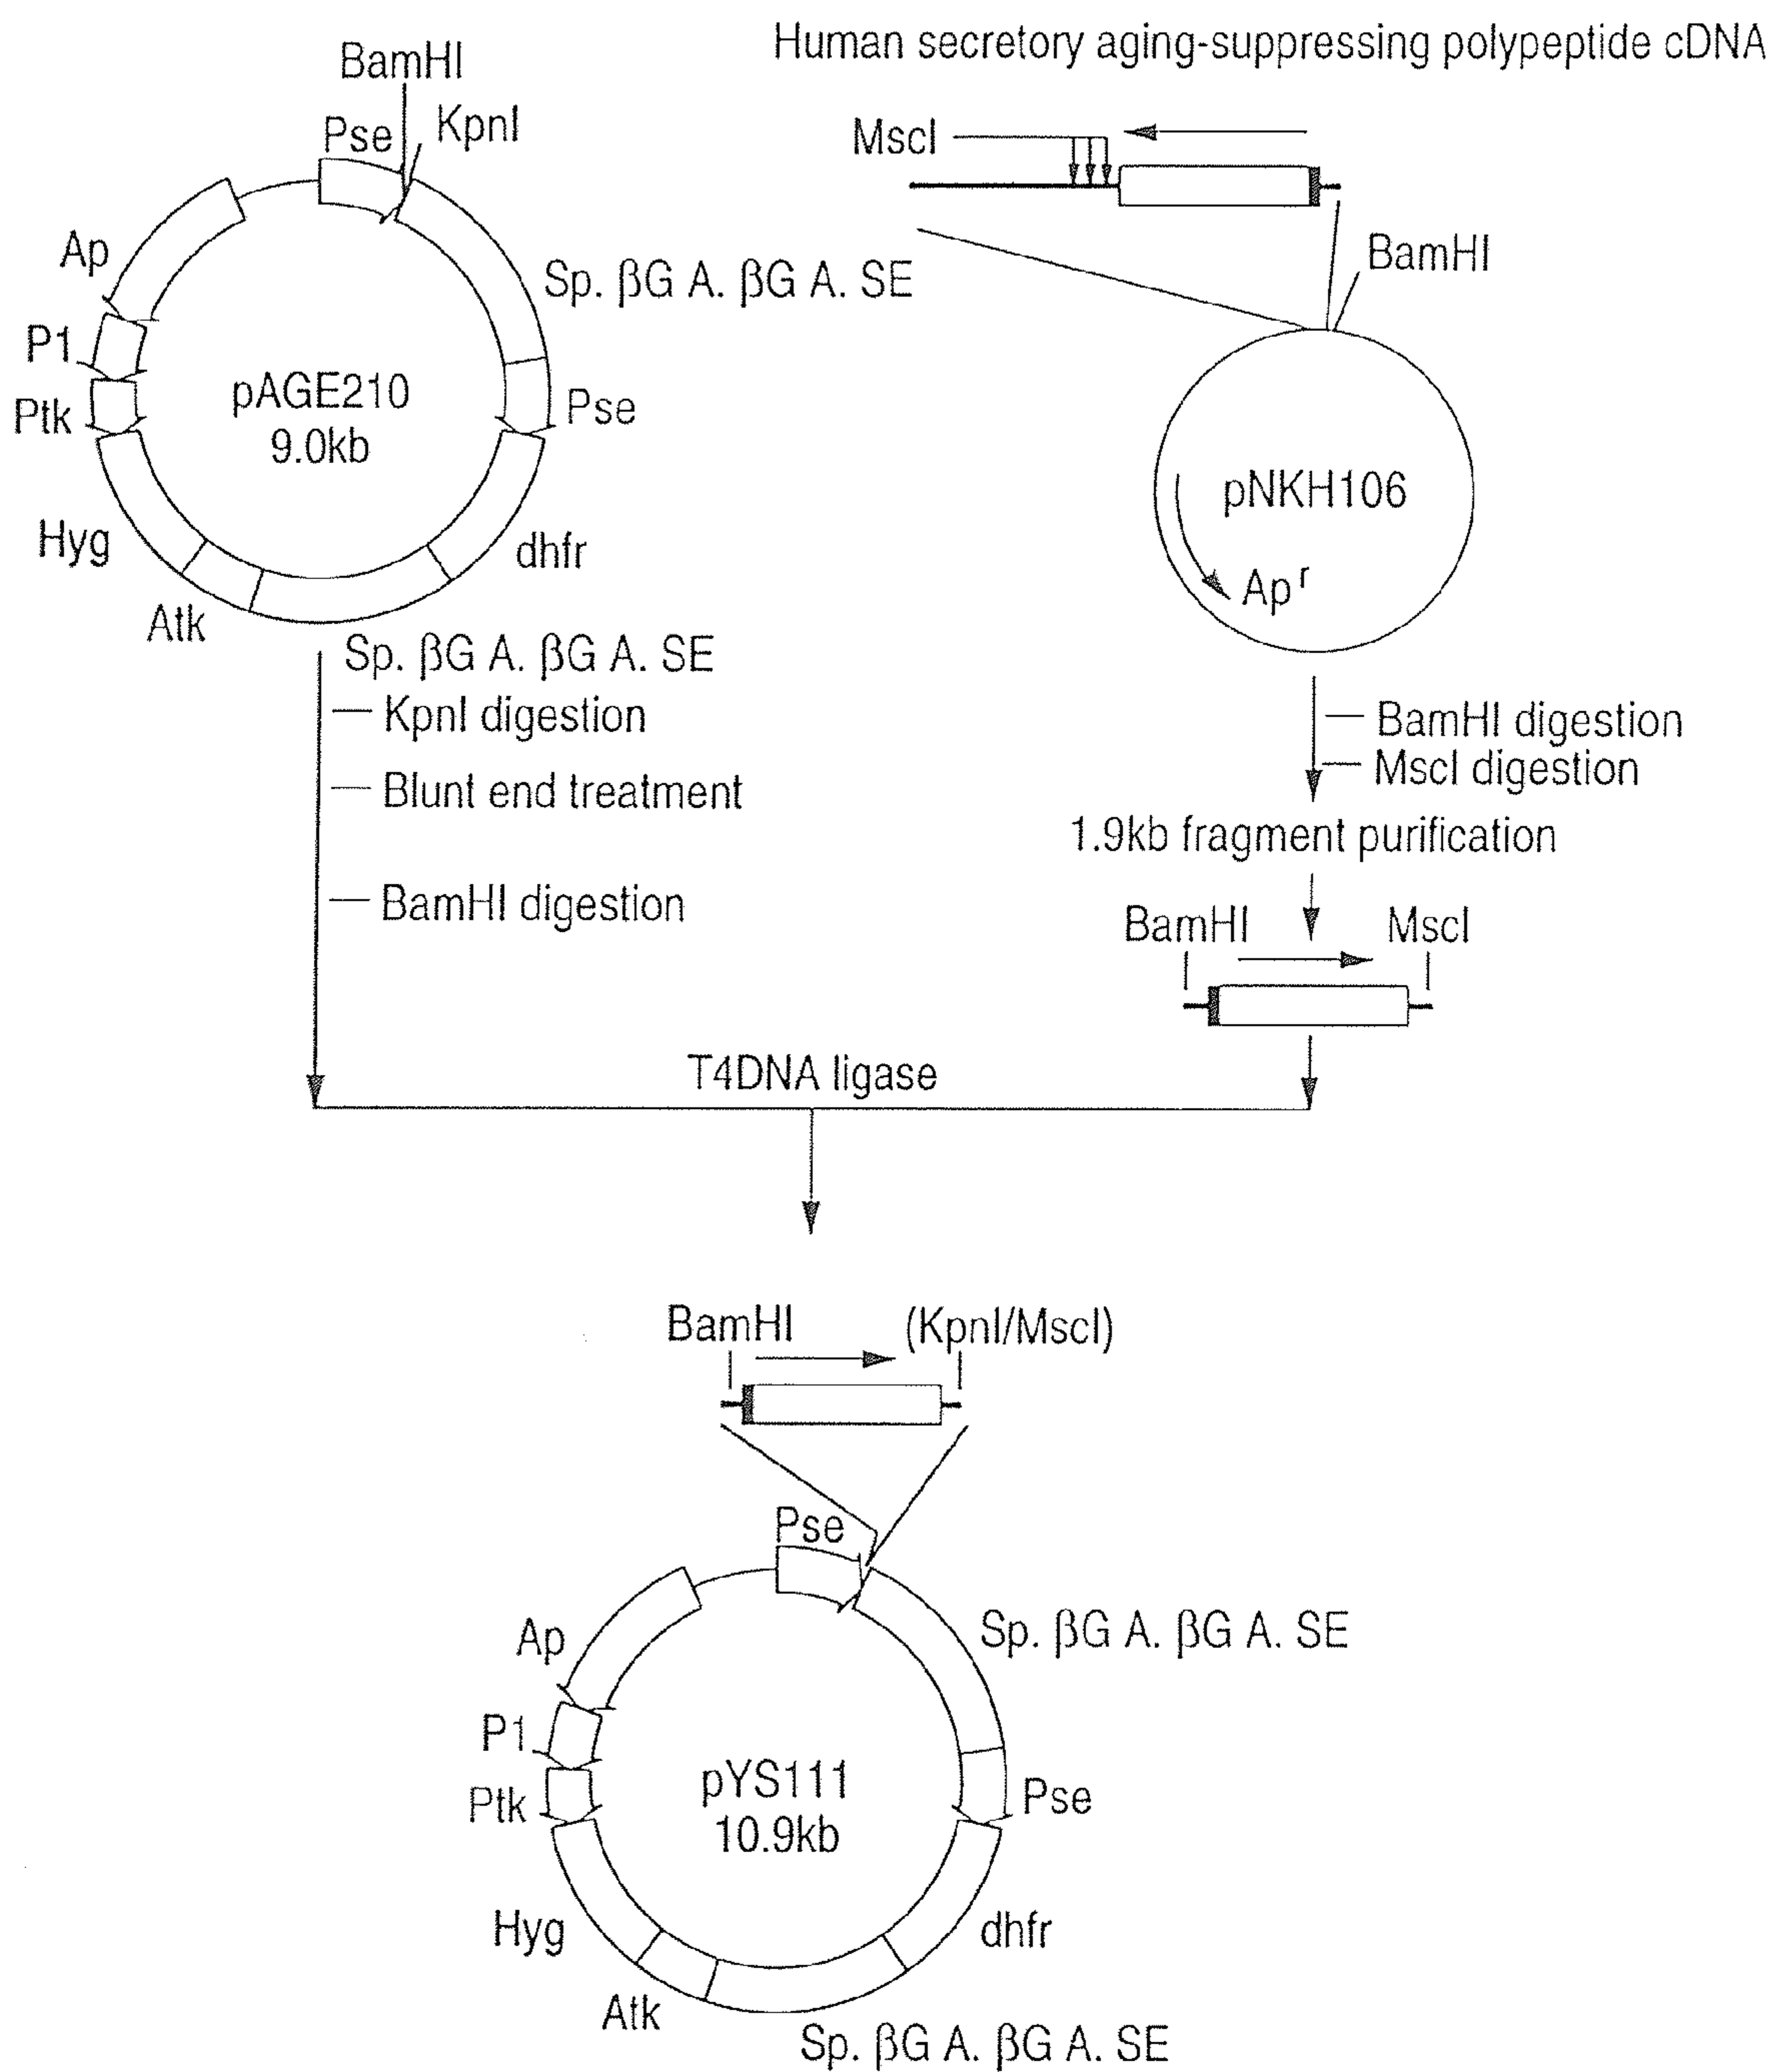 Human secretory aging-suppressing polypeptide cDNA
BamHI
Pse
KpnI
Ap
Sp. βG A. βG A. SE
P1
Ptk
pAGE210
9.0kb
Pse
Hyg
dhfr
Atk
Sp. βG A. βG A. SE
MscI
BamHI
pNKH106
Ap r
KpnI digestion
Blunt end treatment
BamHI digestion
BamHI digestion
MscI digestion
1.9kb fragment purification
BamHI
MscI
T4DNA ligase
BamHI
(KpnI/MscI)
Pse
Ap
Sp. βG A. βG A. SE
P1
Ptk
pYS111
10.9kb
Pse
Hyg
dhfr
Atk
Sp. βG A. βG A. SE